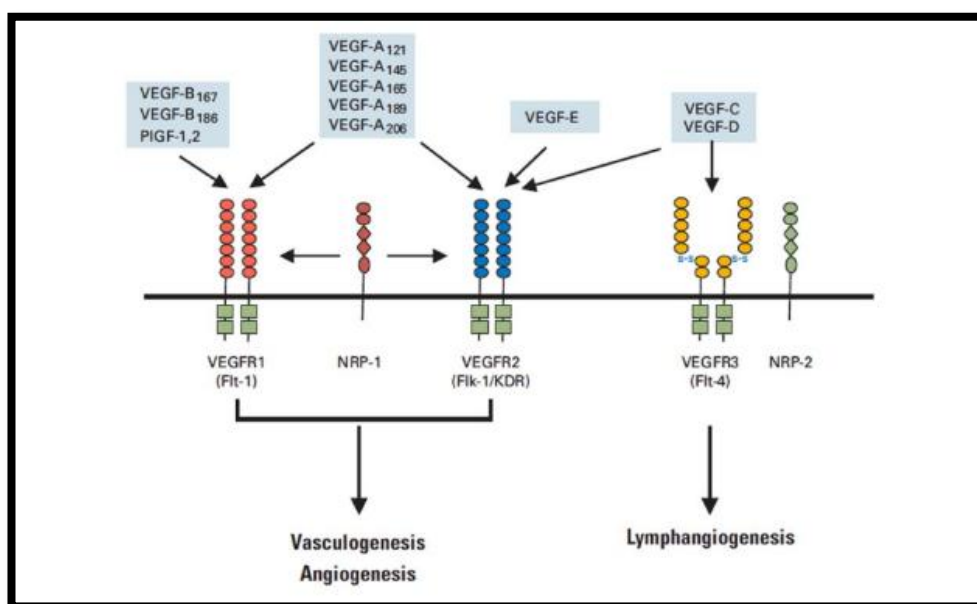 VEGF-B167
VEGF-B186
PlGF-1,2
VEGF-A121
VEGF-A145
VEGF-A165
VEGF-A189
VEGF-A206
VEGF-E
VEGF-C
VEGF-D
s-s
s-s
VEGFR1
(Flt-1)
NRP-1
VEGFR2
(Flk-1/KDR)
VEGFR3
(Flt-4)
NRP-2
Vasculogenesis
Angiogenesis
Lymphangiogenesis